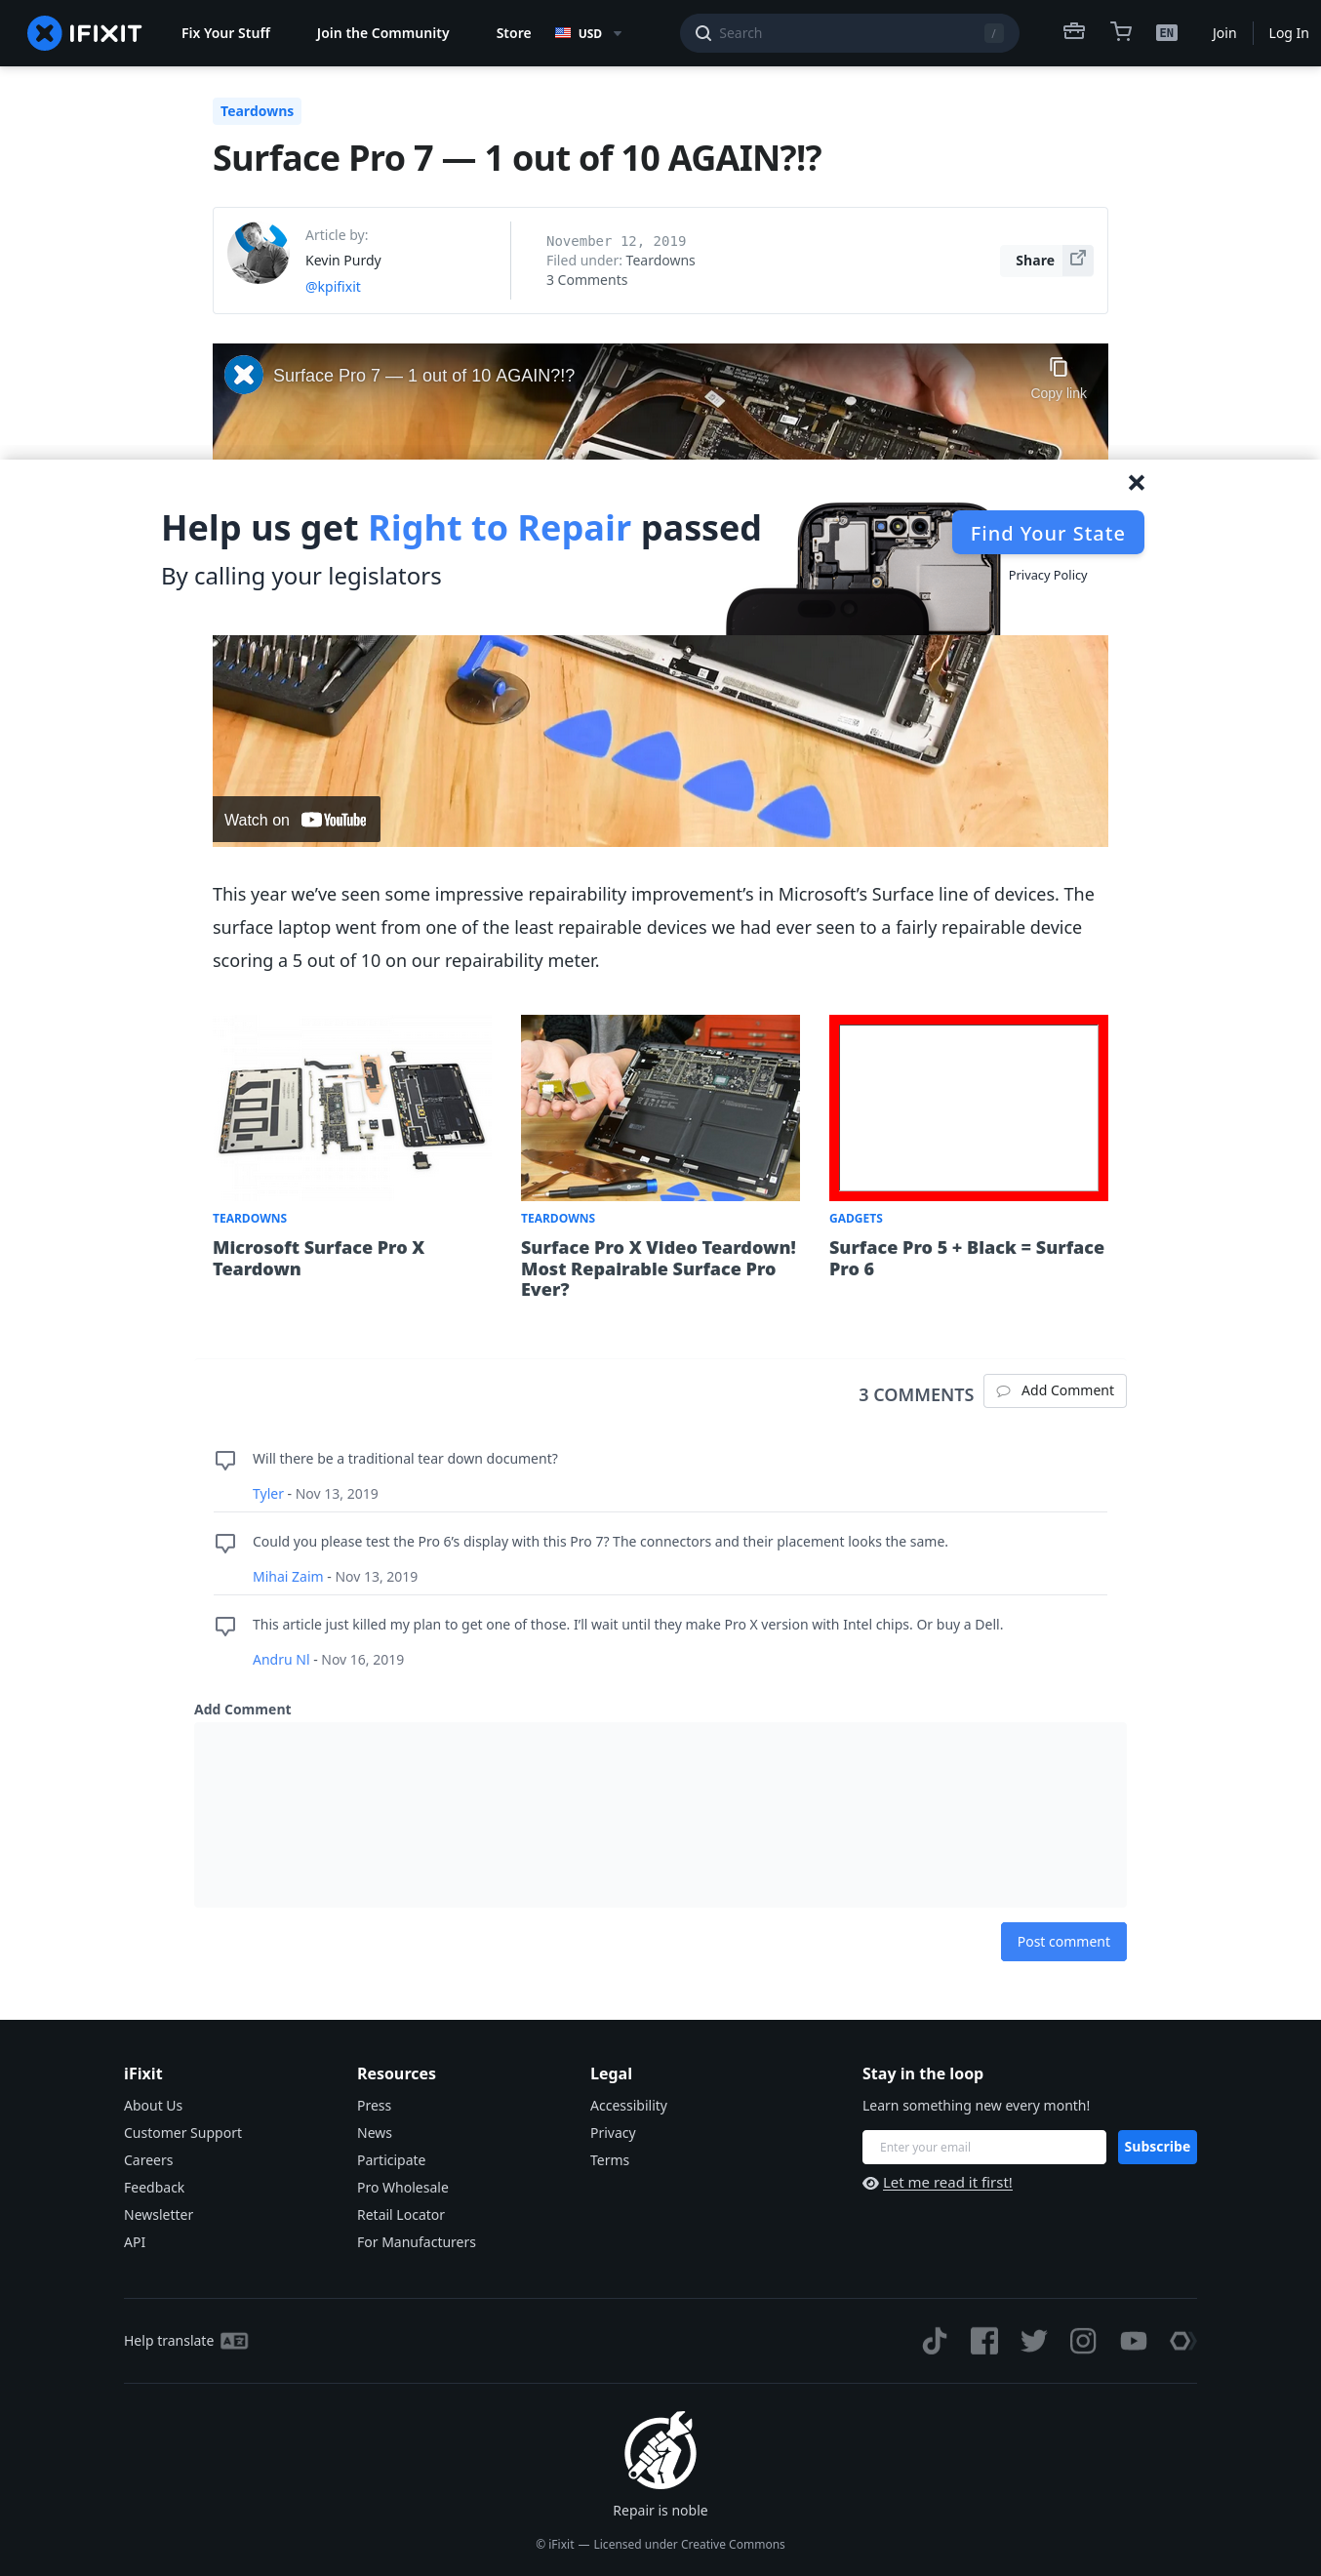 IFIXIT
Fix Your Stuff
Join the Community
Store
USD
Search
/
EN
Join
Log In
Teardowns
Surface Pro 7 — 1 out of 10 AGAIN?!?
Article by:
Kevin Purdy
@kpifixit
November 12, 2019
Filed under: Teardowns
3 Comments
Share
Surface Pro 7 — 1 out of 10 AGAIN?!?
Copy link
Help us get Right to Repair passed
By calling your legislators
Find Your State
Privacy Policy
Watch on YouTube
This year we’ve seen some impressive repairability improvement’s in Microsoft’s Surface line of devices. The
surface laptop went from one of the least repairable devices we had ever seen to a fairly repairable device
scoring a 5 out of 10 on our repairability meter.
TEARDOWNS
Microsoft Surface Pro X
Teardown
TEARDOWNS
Surface Pro X Video Teardown!
Most Repairable Surface Pro
Ever?
GADGETS
Surface Pro 5 + Black = Surface
Pro 6
3 COMMENTS
Add Comment
Will there be a traditional tear down document?
Tyler - Nov 13, 2019
Could you please test the Pro 6’s display with this Pro 7? The connectors and their placement looks the same.
Mihai Zaim - Nov 13, 2019
This article just killed my plan to get one of those. I’ll wait until they make Pro X version with Intel chips. Or buy a Dell.
Andru Nl - Nov 16, 2019
Add Comment
Post comment
iFixit
About Us
Customer Support
Careers
Feedback
Newsletter
API
Resources
Press
News
Participate
Pro Wholesale
Retail Locator
For Manufacturers
Legal
Accessibility
Privacy
Terms
Stay in the loop
Learn something new every month!
Enter your email
Subscribe
Let me read it first!
Help translate
Repair is noble
© iFixit — Licensed under Creative Commons